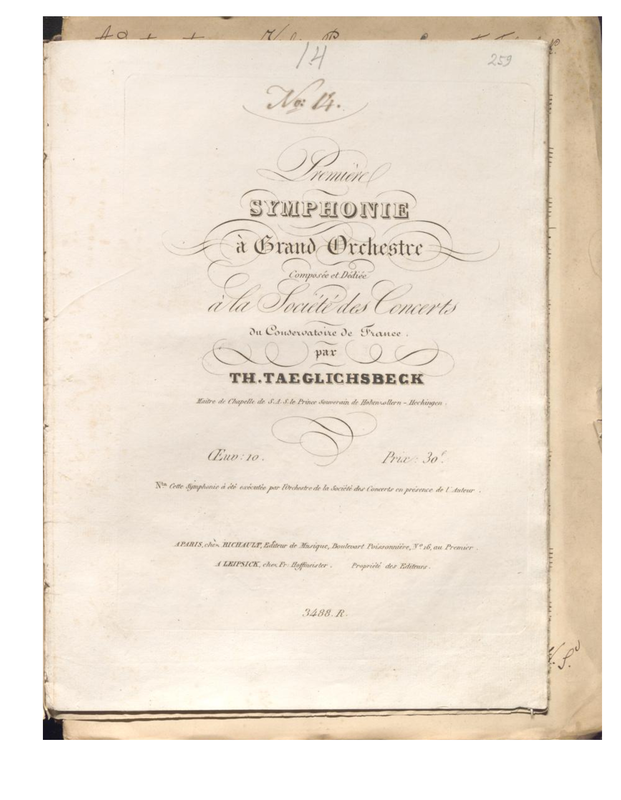 14
259
No: 14.
Première
SYMPHONIE
à Grand Orchestre
Composée et Dédiée
à la Société des Concerts
du Conservatoire de France.
par
TH. TAEGLICHSBECK
Maitre de Chapelle de S.A.S. le Prince Souverain de Hohenzollern-Hechingen.
Œuv: 10. Prix: 30f.
Nta Cette Symphonie à été exécutée par l'Orchestre de la Société des Concerts en présence de l'Auteur.
A PARIS, chez RICHAULT, Editeur de Musique, Boulevart Poissonnière, No 16, au Premier.
A LEIPSICK, chez Fr: Hoffmeister. Propriété des Editeurs.
3488. R.